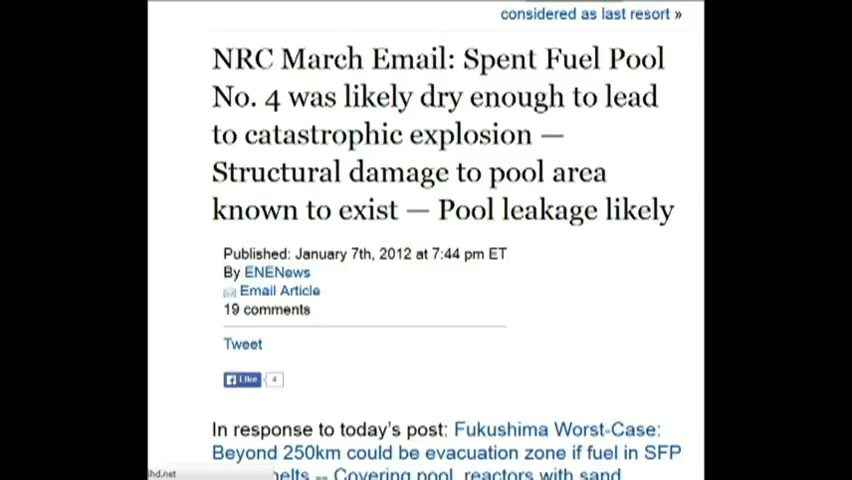 considered as last resort »
NRC March Email: Spent Fuel Pool
No. 4 was likely dry enough to lead
to catastrophic explosion —
Structural damage to pool area
known to exist — Pool leakage likely
Published: January 7th, 2012 at 7:44 pm ET
By ENENews
Email Article
19 comments
Tweet
Like 4
In response to today's post: Fukushima Worst-Case:
Beyond 250km could be evacuation zone if fuel in SFP
-- Covering pool, reactors with sand